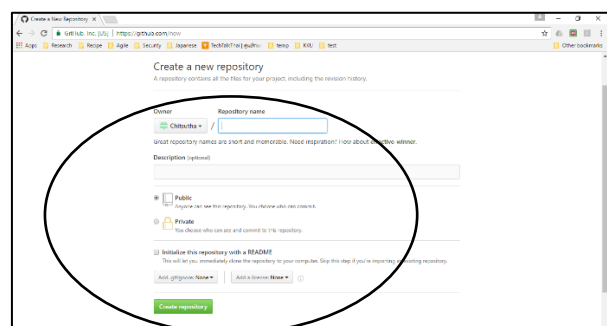 Create a New Repository
GitHub, Inc. [US] | https://github.com/new
Apps Research Recipe Agile Security Japanese TechTalkThai | temp KKU test Other bookmarks
Create a new repository
A repository contains all the files for your project, including the revision history.
Owner Repository name
Chitsutha /
Great repository names are short and memorable. Need inspiration? How about effective-winner.
Description (optional)
Public
Anyone can see this repository. You choose who can commit.
Private
You choose who can see and commit to this repository.
Initialize this repository with a README
This will let you immediately clone the repository to your computer. Skip this step if you're importing an existing repository.
Add .gitignore: None Add a license: None
Create repository